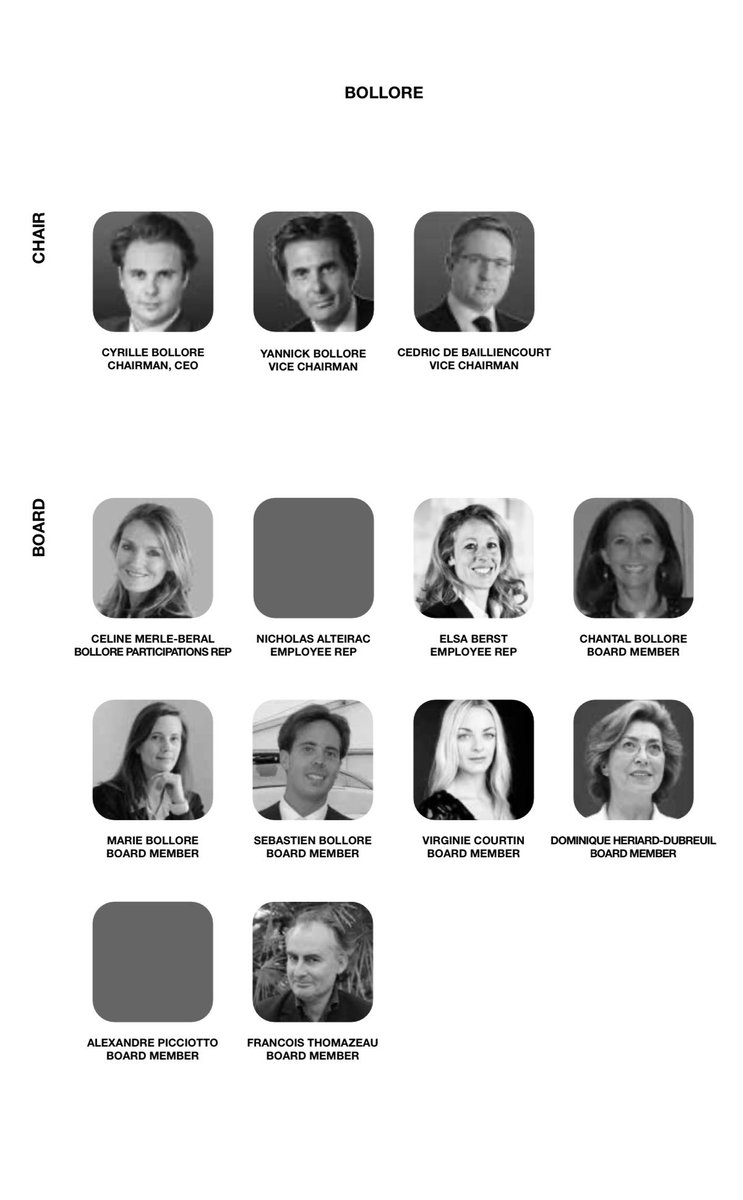 BOLLORE
CHAIR
CYRILLE BOLLORE
CHAIRMAN, CEO
YANNICK BOLLORE
VICE CHAIRMAN
CEDRIC DE BAILLIENCOURT
VICE CHAIRMAN
BOARD
CELINE MERLE-BERAL
BOLLORE PARTICIPATIONS REP
NICHOLAS ALTEIRAC
EMPLOYEE REP
ELSA BERST
EMPLOYEE REP
CHANTAL BOLLORE
BOARD MEMBER
MARIE BOLLORE
BOARD MEMBER
SEBASTIEN BOLLORE
BOARD MEMBER
VIRGINIE COURTIN
BOARD MEMBER
DOMINIQUE HERIARD-DUBREUIL
BOARD MEMBER
ALEXANDRE PICCIOTTO
BOARD MEMBER
FRANCOIS THOMAZEAU
BOARD MEMBER